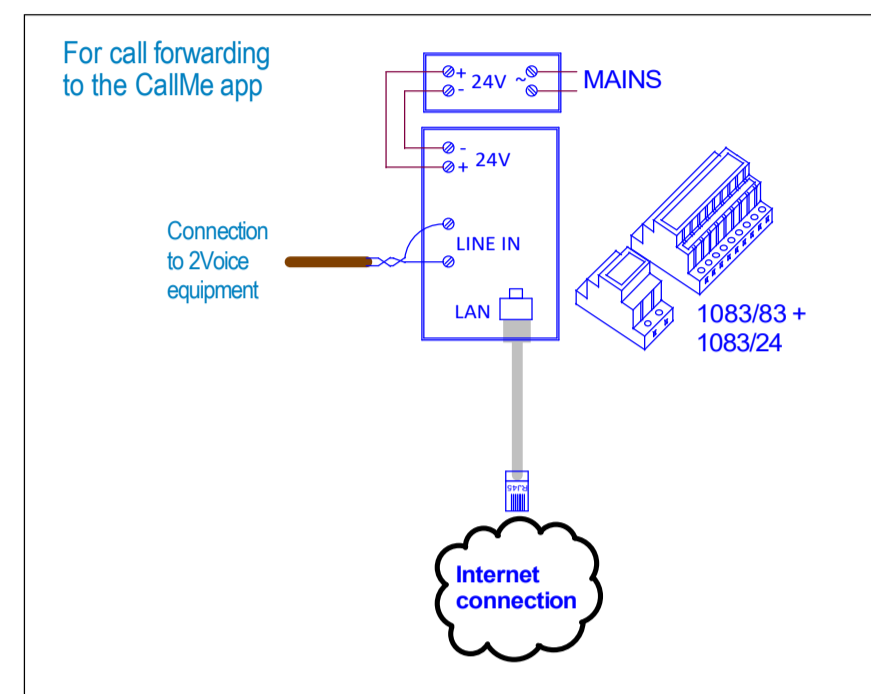 For call forwarding
to the CallMe app
+ 24V ~ MAINS
-
-
+ 24V
Connection
to 2Voice
equipment
LINE IN
LAN
1083/83 +
1083/24
RJ45
Internet
connection